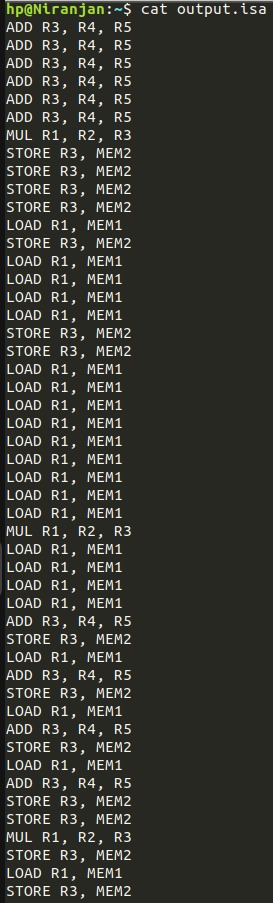 hp@Niranjan:~$ cat output.isa
ADD R3, R4, R5
ADD R3, R4, R5
ADD R3, R4, R5
ADD R3, R4, R5
ADD R3, R4, R5
ADD R3, R4, R5
MUL R1, R2, R3
STORE R3, MEM2
STORE R3, MEM2
STORE R3, MEM2
STORE R3, MEM2
LOAD R1, MEM1
STORE R3, MEM2
LOAD R1, MEM1
LOAD R1, MEM1
LOAD R1, MEM1
LOAD R1, MEM1
STORE R3, MEM2
STORE R3, MEM2
LOAD R1, MEM1
LOAD R1, MEM1
LOAD R1, MEM1
LOAD R1, MEM1
LOAD R1, MEM1
LOAD R1, MEM1
LOAD R1, MEM1
LOAD R1, MEM1
LOAD R1, MEM1
MUL R1, R2, R3
LOAD R1, MEM1
LOAD R1, MEM1
LOAD R1, MEM1
LOAD R1, MEM1
ADD R3, R4, R5
STORE R3, MEM2
LOAD R1, MEM1
ADD R3, R4, R5
STORE R3, MEM2
LOAD R1, MEM1
ADD R3, R4, R5
STORE R3, MEM2
LOAD R1, MEM1
ADD R3, R4, R5
STORE R3, MEM2
STORE R3, MEM2
MUL R1, R2, R3
STORE R3, MEM2
LOAD R1, MEM1
STORE R3, MEM2